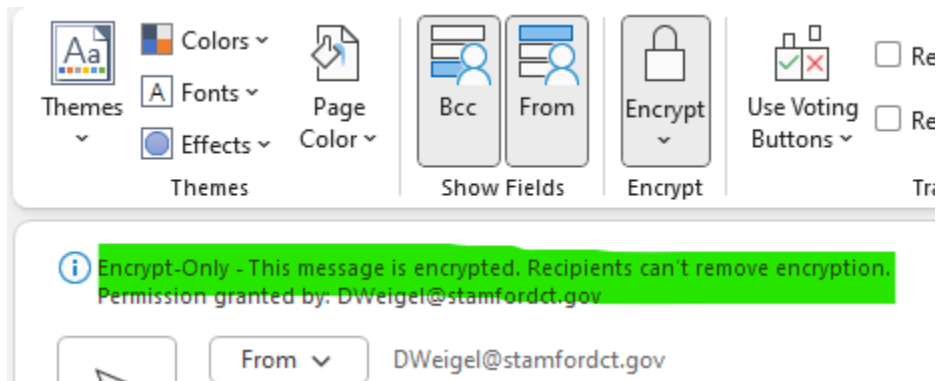 Aa
Themes
Colors
A Fonts
Effects
Page
Color
Themes
Bcc
From
Show Fields
Encrypt
Encrypt
Use Voting
Buttons
Re
Re
Tra
Encrypt-Only - This message is encrypted. Recipients can't remove encryption.
Permission granted by: DWeigel@stamfordct.gov
From
DWeigel@stamfordct.gov